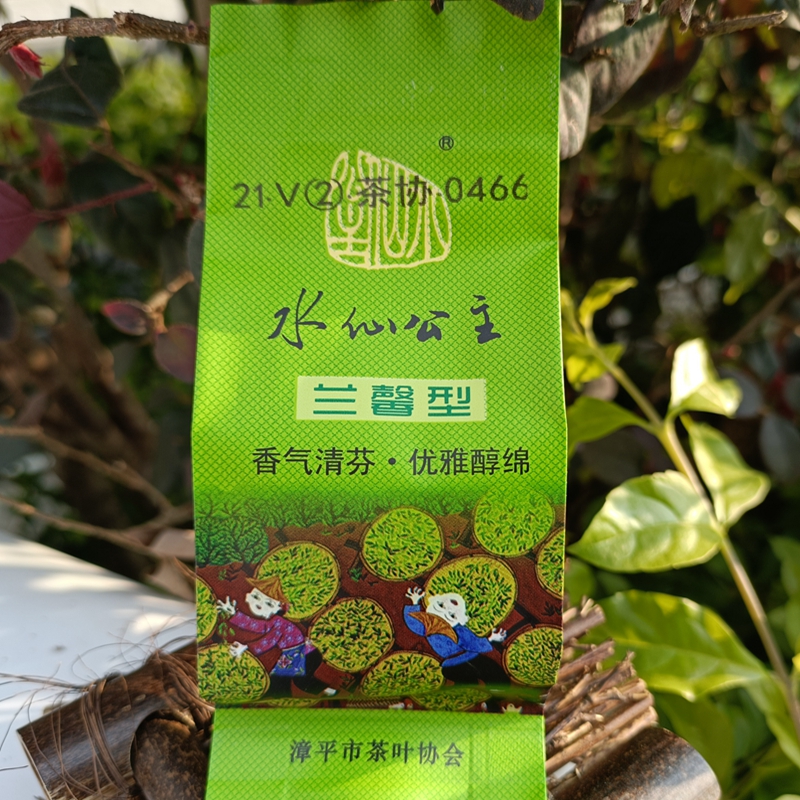 ®
21·V②·茶协·0466
水仙公主
兰馨型
香气清芬·优雅醇绵
漳平市茶叶协会